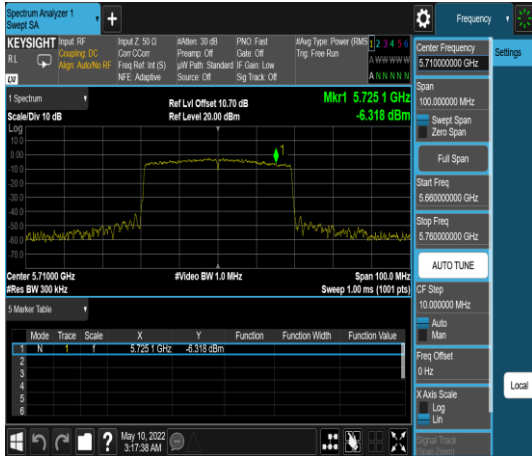 Spectrum Analyzer 1
Swept SA
Frequency
KEYSIGHT
R L
Input: RF
Coupling: DC
Align: Auto/No RF
Input Z: 50 Ω
Corr CCorr
Freq Ref: Int (S)
NFE: Adaptive
#Atten: 30 dB
Preamp: Off
µW Path: Standard
Source: Off
PNO: Fast
Gate: Off
IF Gain: Low
Sig Track: Off
#Avg Type: Power (RMS)
Trig: Free Run
1 2 3 4 5 6
A W W W W W
A N N N N N
1 Spectrum
Scale/Div 10 dB
Ref Lvl Offset 10.70 dB
Ref Level 20.00 dBm
Mkr1 5.725 1 GHz
-6.318 dBm
Log
10.0
0.00
-10.0
-20.0
-30.0
-40.0
-50.0
-60.0
-70.0
1
Center 5.71000 GHz
#Res BW 300 kHz
#Video BW 1.0 MHz
Span 100.0 MHz
Sweep 1.00 ms (1001 pts)
5 Marker Table
Mode Trace Scale X Y Function Function Width Function Value
1 N 1 f 5.725 1 GHz -6.318 dBm
2
3
4
5
6
May 10, 2022
3:17:38 AM
Center Frequency
5.710000000 GHz
Span
100.000000 MHz
Swept Span
Zero Span
Full Span
Start Freq
5.660000000 GHz
Stop Freq
5.760000000 GHz
AUTO TUNE
CF Step
10.000000 MHz
Auto
Man
Freq Offset
0 Hz
X Axis Scale
Log
Lin
Signal Track
(Span Zoom)
Settings
Local